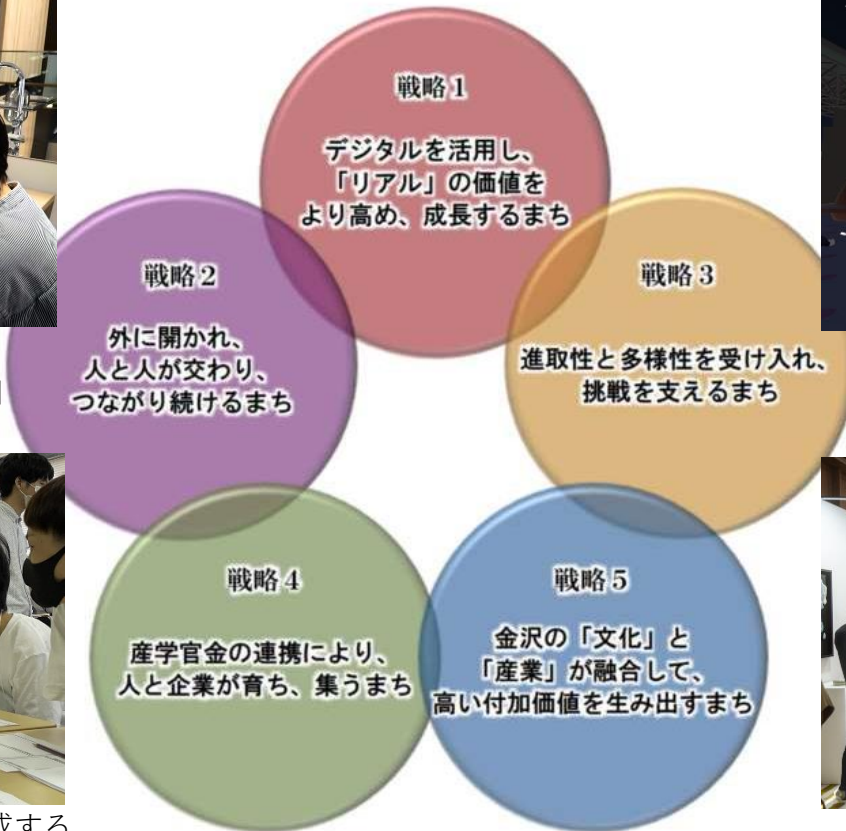 戦略1
デジタルを活用し、
「リアル」の価値を
より高め、成長するまち
戦略2
外に開かれ、
人と人が交わり、
つながり続けるまち
戦略3
進取性と多様性を受け入れ、
挑戦を支えるまち
戦略4
産学官金の連携により、
人と企業が育ち、集うまち
戦略5
金沢の「文化」と
「産業」が融合して、
高い付加価値を生み出すまち
成する